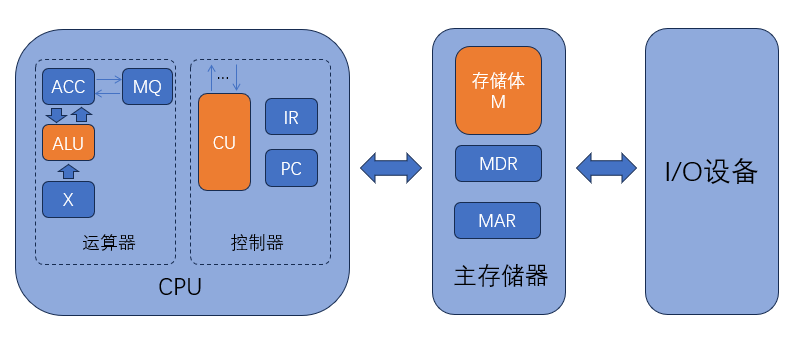 ACC
MQ
ALU
X
运算器
...
CU
IR
PC
控制器
CPU
存储体
M
MDR
MAR
主存储器
I/O设备